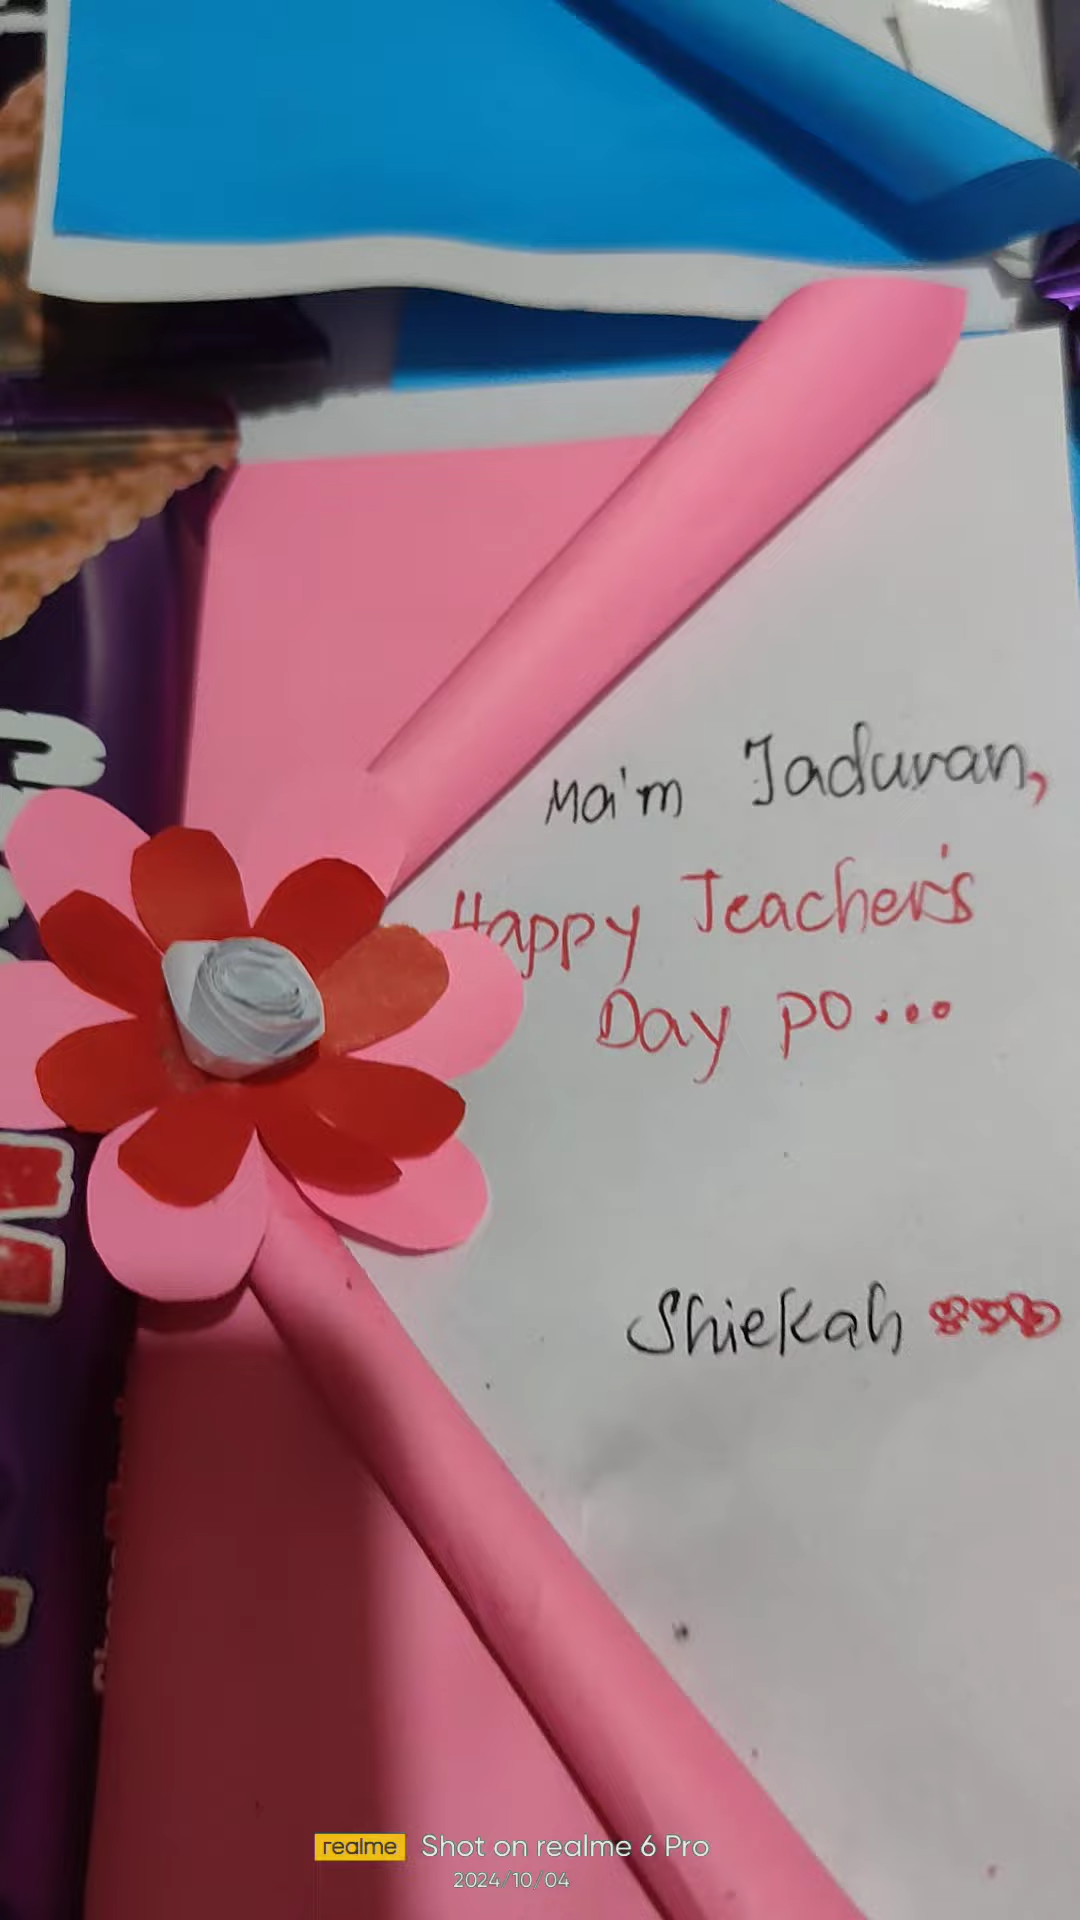 Ma'm Jaduran,
Happy Teacher's
Day po...
Shiekah
realme Shot on realme 6 Pro
2024/10/04